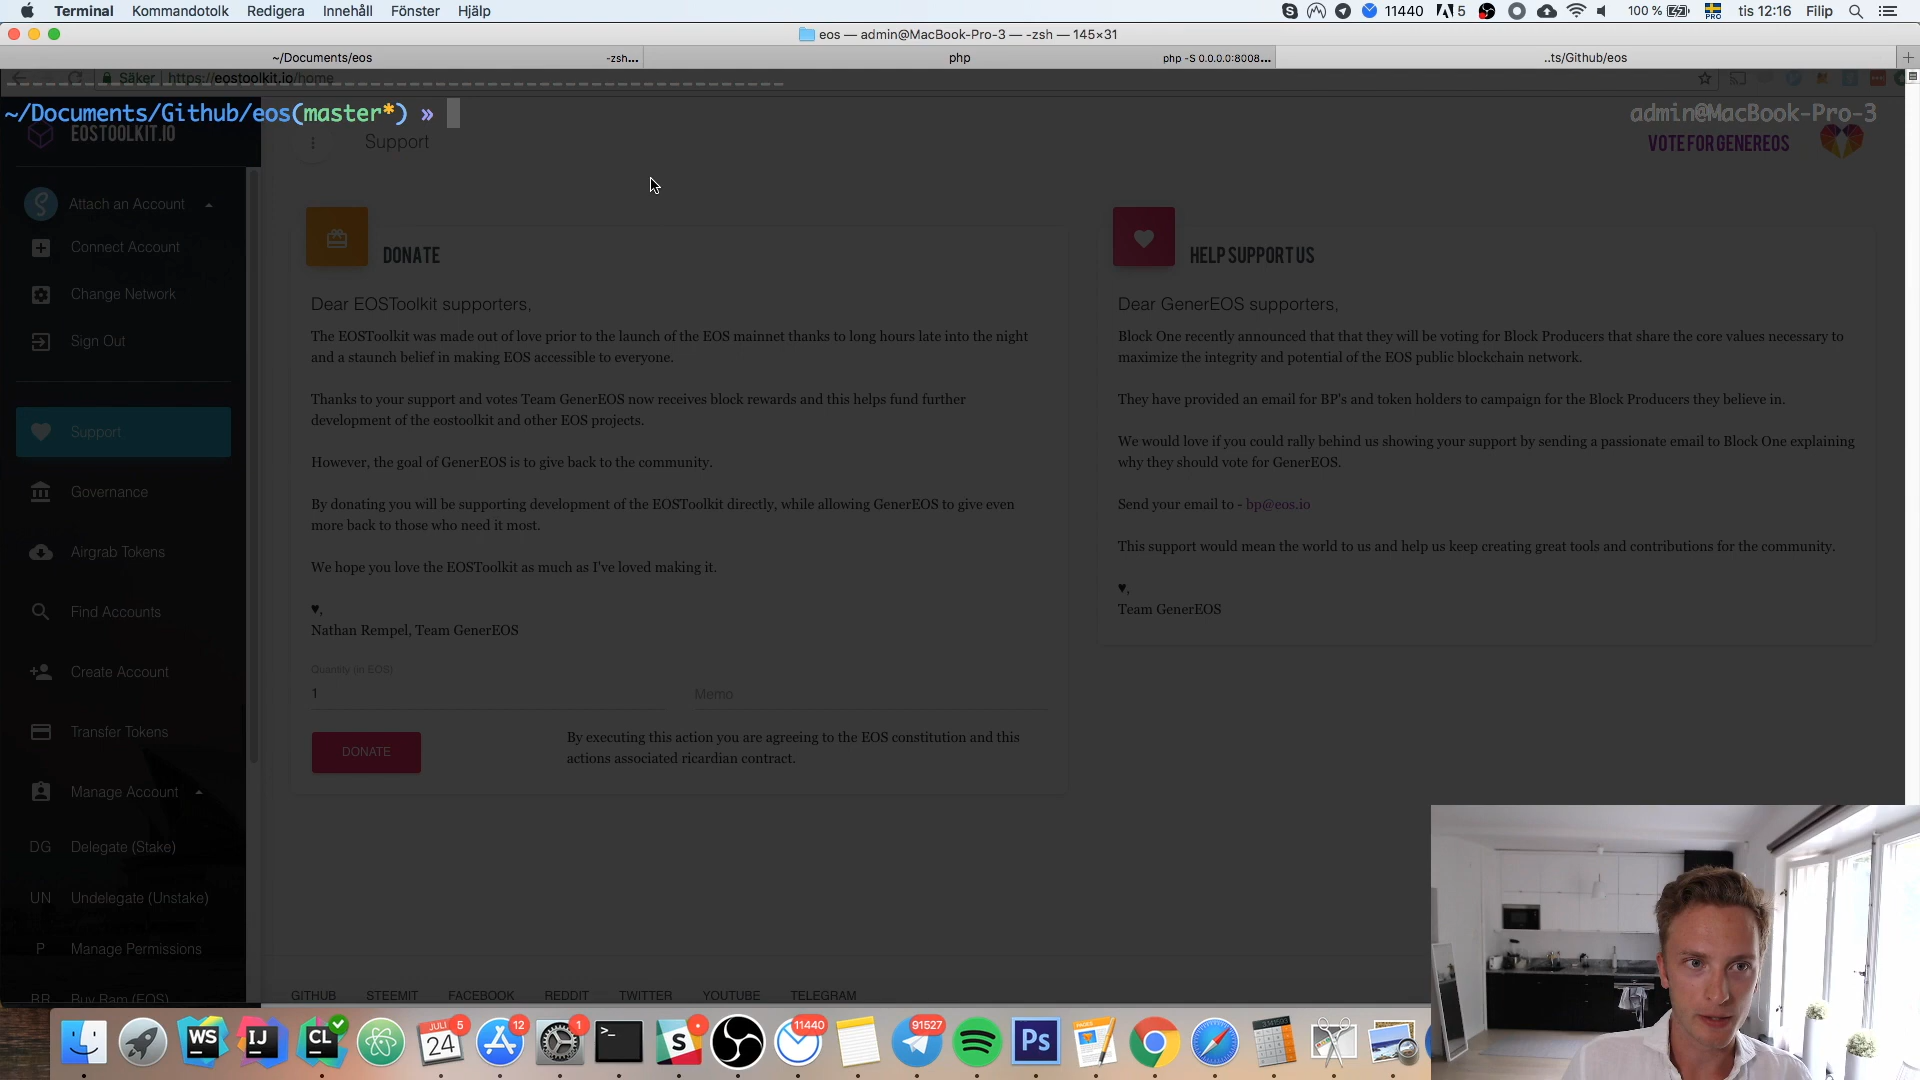 Terminal Kommandotolk Redigera Innehåll Fönster Hjälp 11440 5 100 % PRO tis 12:16 Filip
eos — admin@MacBook-Pro-3 — -zsh — 145×31
~/Documents/eos -zsh... php php -S 0.0.0.0:8008... ..ts/Github/eos
Säker https://eostoolkit.io/home
~/Documents/Github/eos(master*) » admin@MacBook-Pro-3
EOSTOOLKIT.IO
Support
VOTE FOR GENEREOS
Attach an Account
Connect Account
Change Network
Sign Out
Support
Governance
Airgrab Tokens
Find Accounts
Create Account
Transfer Tokens
Manage Account
DG Delegate (Stake)
UN Undelegate (Unstake)
P Manage Permissions
BR Buy Ram (EOS)
DONATE
Dear EOSToolkit supporters,
The EOSToolkit was made out of love prior to the launch of the EOS mainnet thanks to long hours late into the night
and a staunch belief in making EOS accessible to everyone.
Thanks to your support and votes Team GenerEOS now receives block rewards and this helps fund further
development of the eostoolkit and other EOS projects.
However, the goal of GenerEOS is to give back to the community.
By donating you will be supporting development of the EOSToolkit directly, while allowing GenerEOS to give even
more back to those who need it most.
We hope you love the EOSToolkit as much as I've loved making it.
♥,
Nathan Rempel, Team GenerEOS
Quantity (in EOS)
1
Memo
DONATE
By executing this action you are agreeing to the EOS constitution and this
actions associated ricardian contract.
HELP SUPPORT US
Dear GenerEOS supporters,
Block One recently announced that that they will be voting for Block Producers that share the core values necessary to
maximize the integrity and potential of the EOS public blockchain network.
They have provided an email for BP's and token holders to campaign for the Block Producers they believe in.
We would love if you could rally behind us showing your support by sending a passionate email to Block One explaining
why they should vote for GenerEOS.
Send your email to - bp@eos.io
This support would mean the world to us and help us keep creating great tools and contributions for the community.
♥,
Team GenerEOS
GITHUB STEEMIT FACEBOOK REDDIT TWITTER YOUTUBE TELEGRAM
WS IJ CL JULI 24 5 12 1 >_ S 11440 91527 Ps